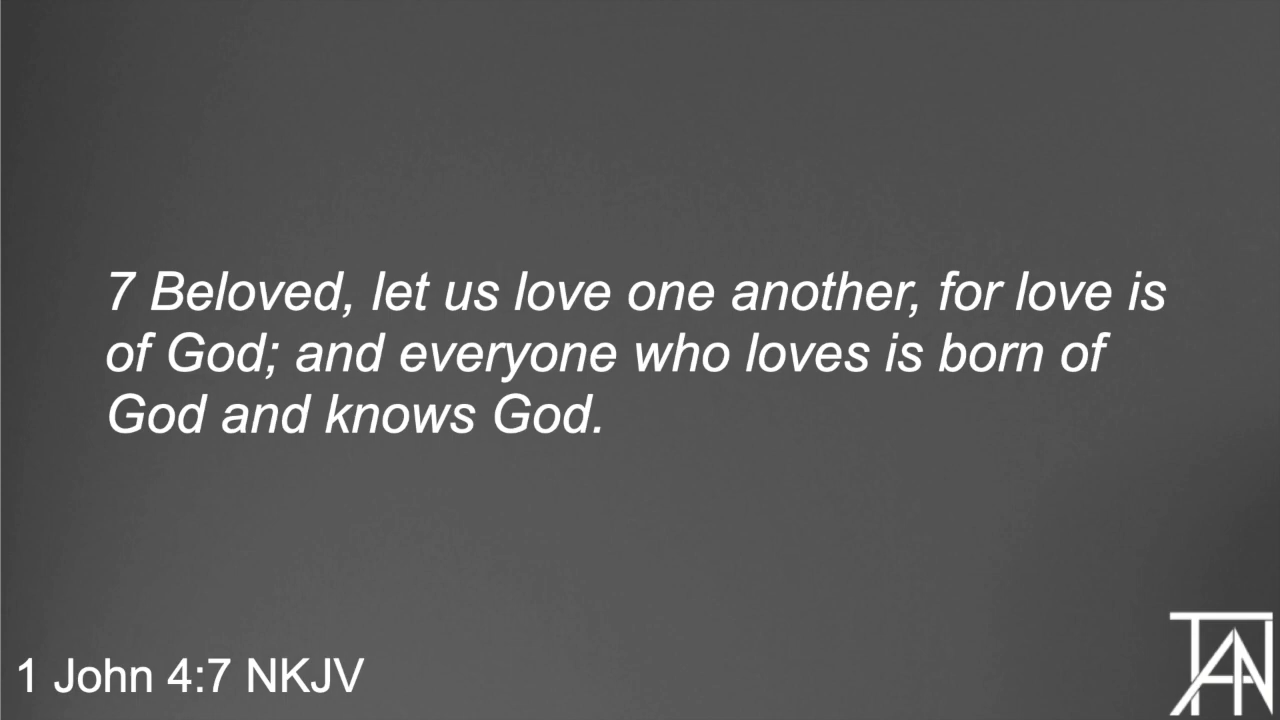 7 Beloved, let us love one another, for love is
of God; and everyone who loves is born of
God and knows God.
1 John 4:7 NKJV